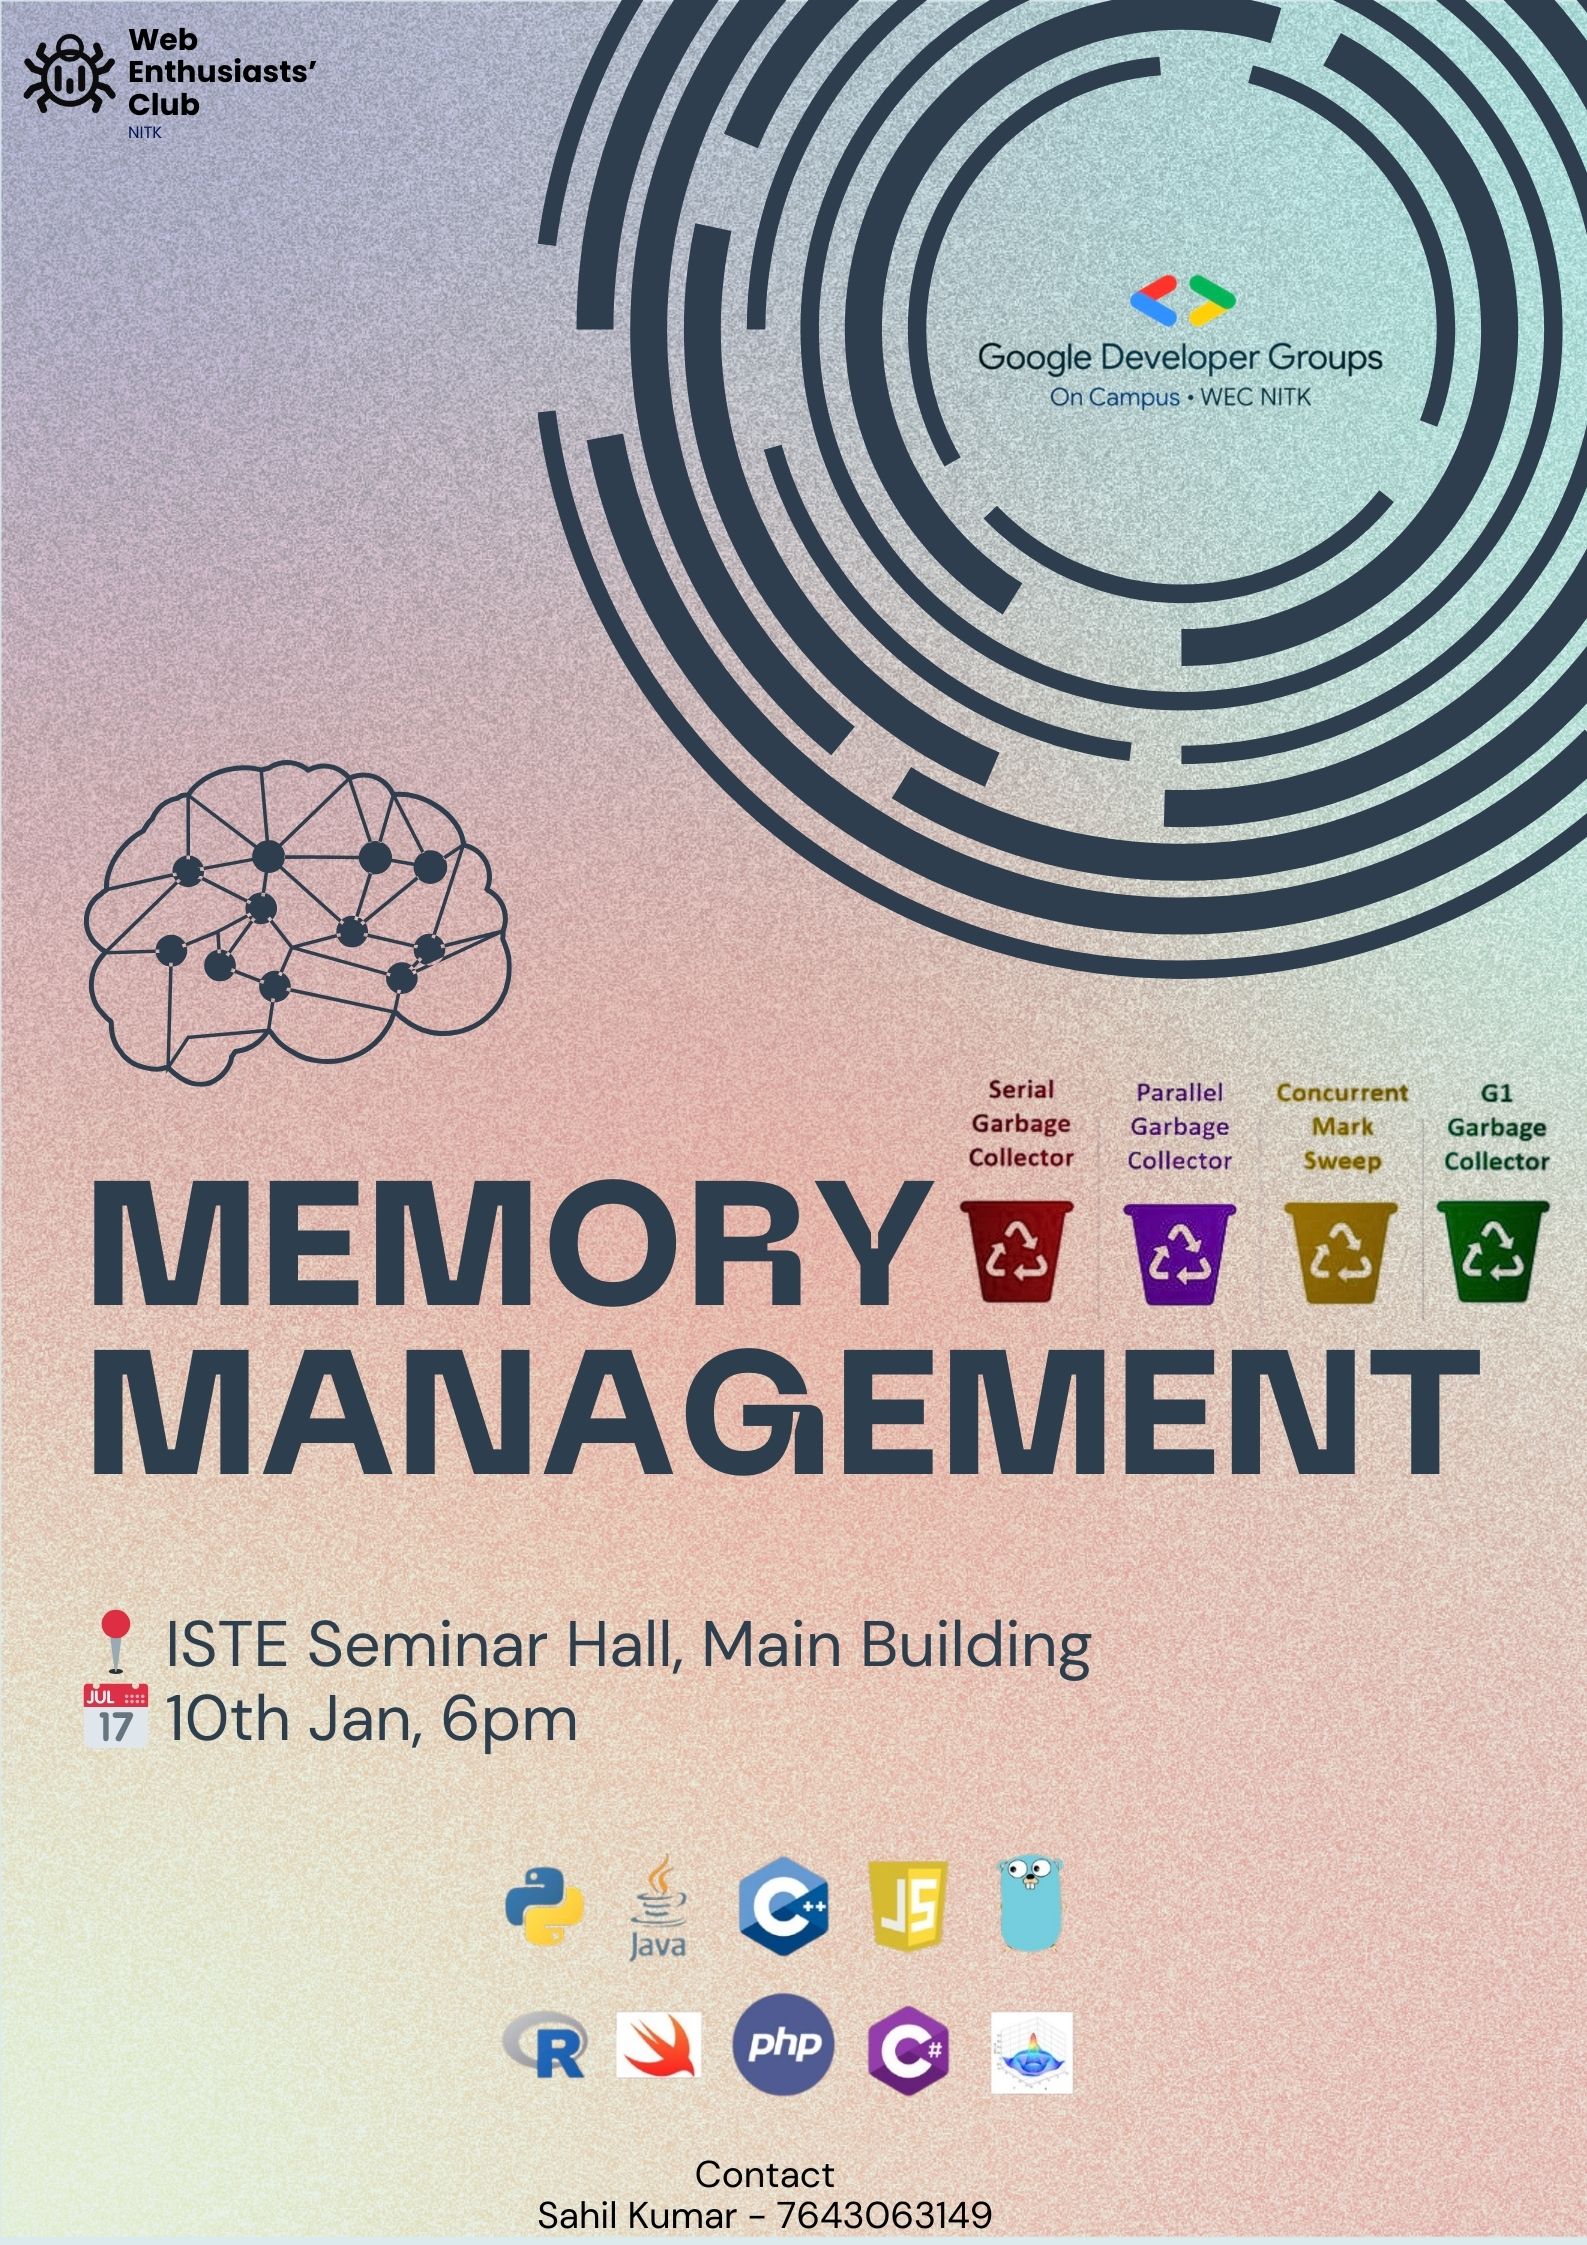 Web
Enthusiasts'
Club
NITK
Google Developer Groups
On Campus • WEC NITK
Serial
Garbage
Collector
Parallel
Garbage
Collector
Concurrent
Mark
Sweep
G1
Garbage
Collector
MEMORY
MANAGEMENT
ISTE Seminar Hall, Main Building
JUL
17
10th Jan, 6pm
Java
C++
JS
R
php
C#
Contact
Sahil Kumar - 7643063149